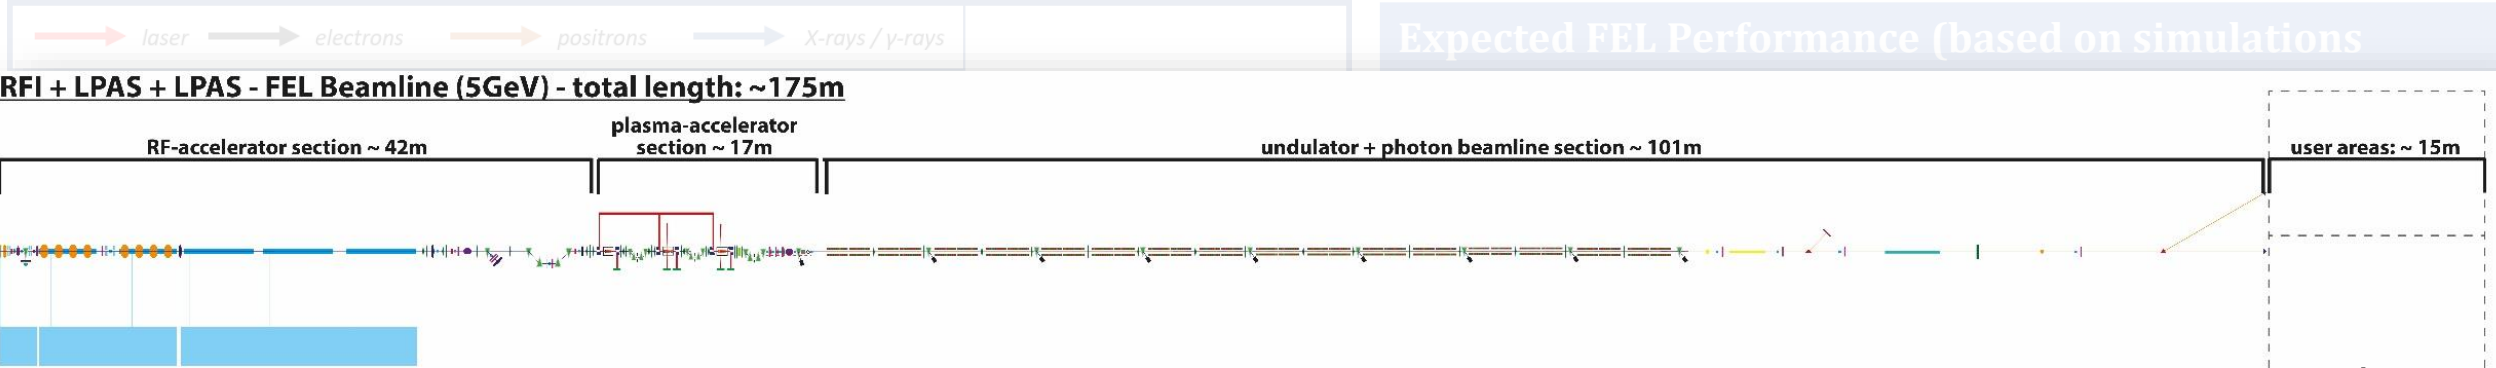 laser electrons positrons X-rays / γ-rays
Expected FEL Performance (based on simulations
RFI + LPAS + LPAS - FEL Beamline (5GeV) - total length: ~175m
RF-accelerator section ~ 42m
plasma-accelerator
section ~ 17m
undulator + photon beamline section ~ 101m
user areas: ~ 15m